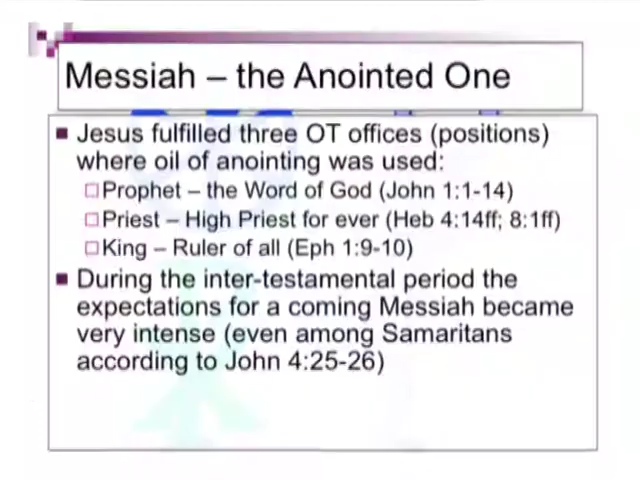 Messiah – the Anointed One
Jesus fulfilled three OT offices (positions)
where oil of anointing was used:
Prophet – the Word of God (John 1:1-14)
Priest – High Priest for ever (Heb 4:14ff; 8:1ff)
King – Ruler of all (Eph 1:9-10)
During the inter-testamental period the
expectations for a coming Messiah became
very intense (even among Samaritans
according to John 4:25-26)